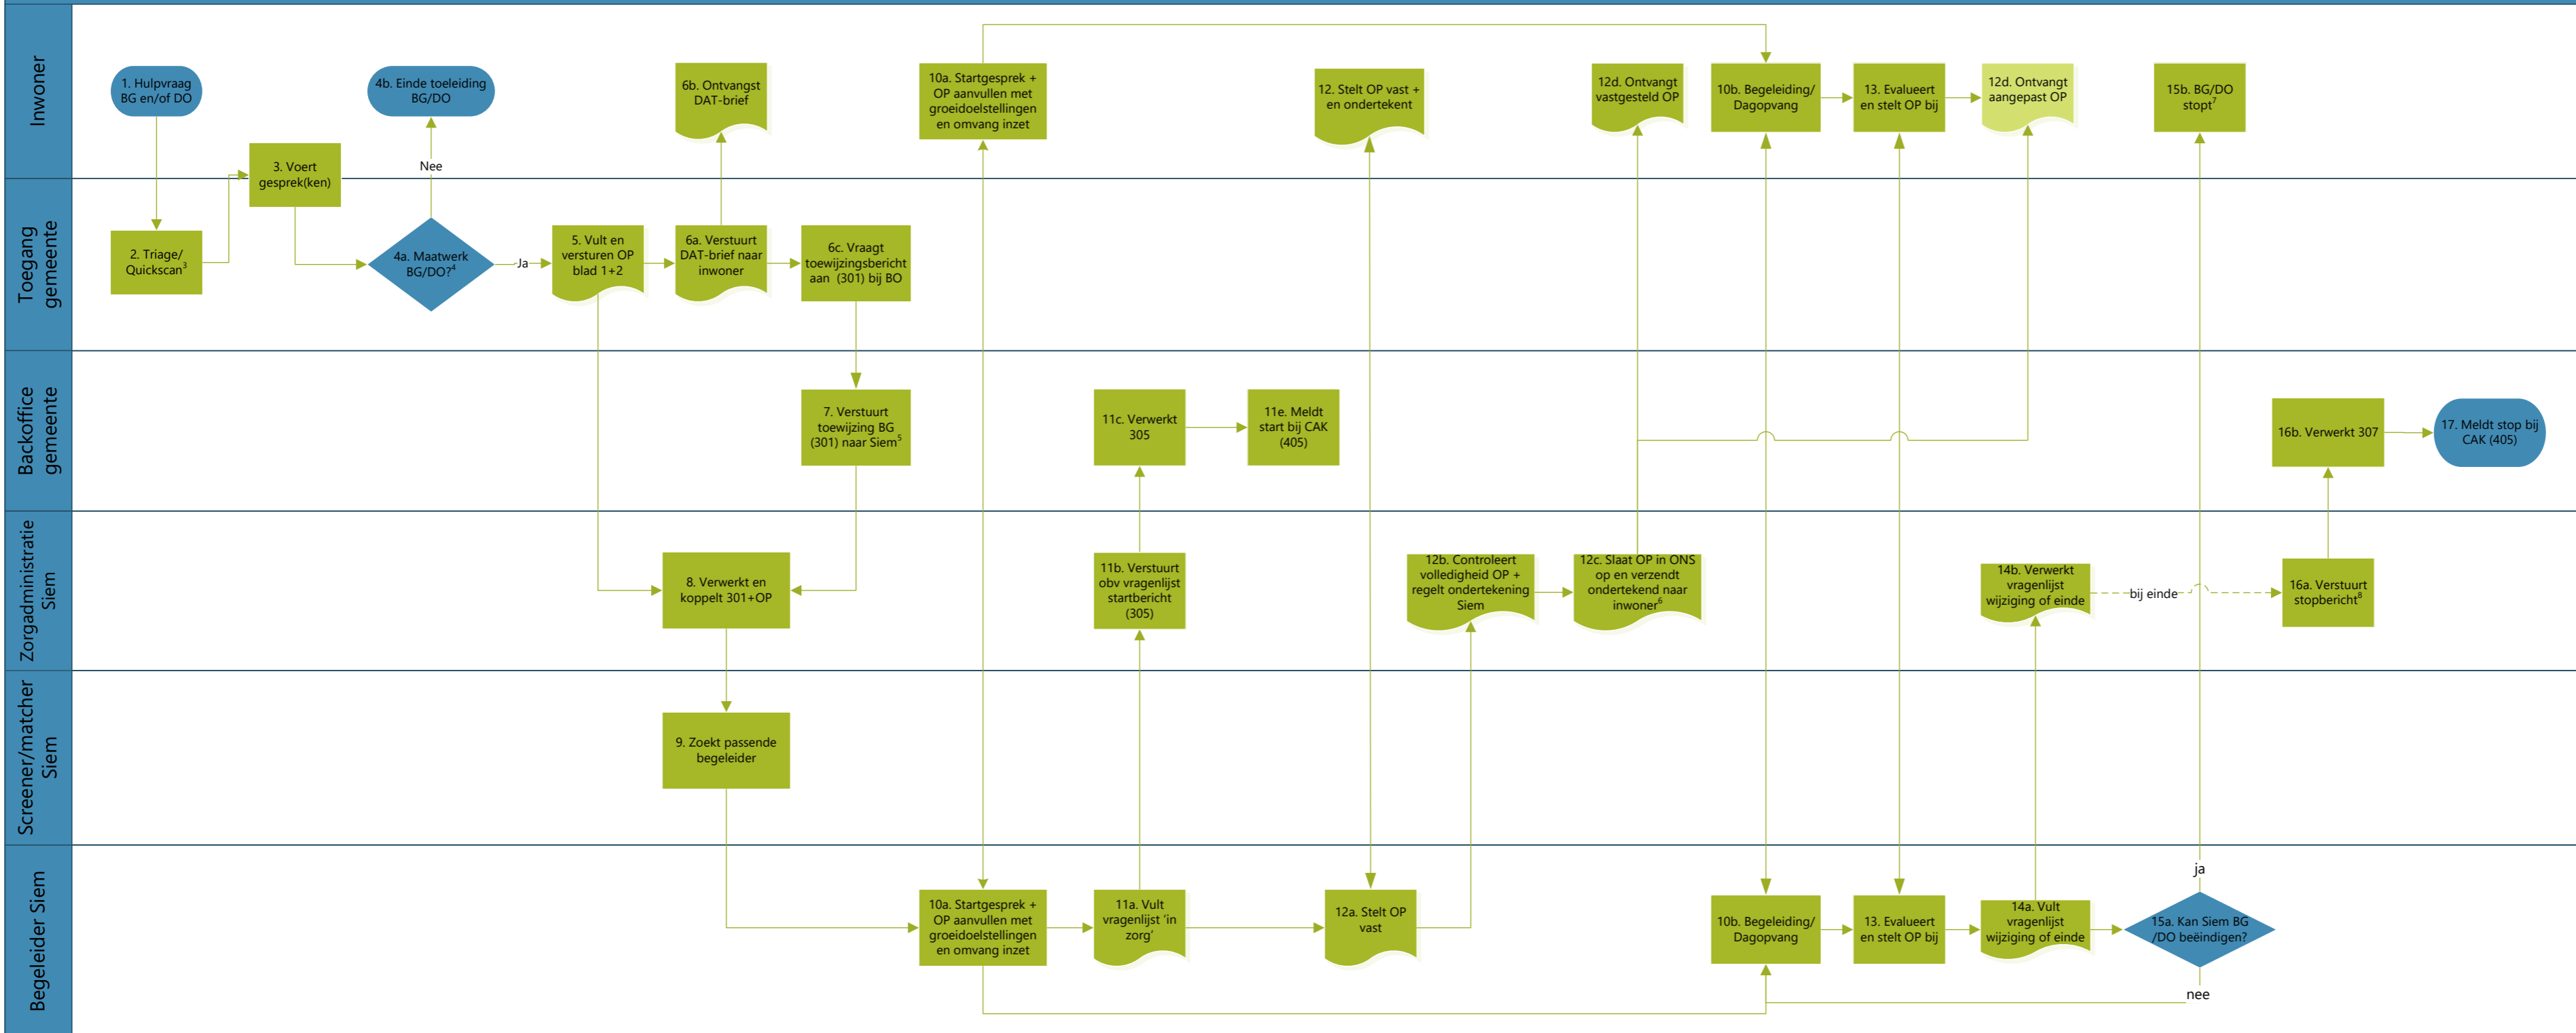 Inwoner
1. Hulpvraag
BG en/of DO
4b. Einde toeleiding
BG/DO
6b. Ontvangst
DAT-brief
10a. Startgesprek +
OP aanvullen met
groeidoelstellingen
en omvang inzet
12. Stelt OP vast +
en ondertekent
12d. Ontvangt
vastgesteld OP
10b. Begeleiding/
Dagopvang
13. Evalueert
en stelt OP bij
12d. Ontvangt
aangepast OP
15b. BG/DO
stopt⁷
3. Voert
gesprek(ken)
Nee
Toegang
gemeente
2. Triage/
Quickscan³
4a. Maatwerk
BG/DO?⁴
Ja
5. Vult en
versturen OP
blad 1+2
6a. Verstuurt
DAT-brief naar
inwoner
6c. Vraagt
toewijzingsbericht
aan (301) bij BO
Backoffice
gemeente
7. Verstuurt
toewijzing BG
(301) naar Siem⁵
11c. Verwerkt
305
11e. Meldt
start bij CAK
(405)
16b. Verwerkt 307
17. Meldt stop bij
CAK (405)
Zorgadministratie
Siem
8. Verwerkt en
koppelt 301+OP
11b. Verstuurt
obv vragenlijst
startbericht
(305)
12b. Controleert
volledigheid OP +
regelt ondertekening
Siem
12c. Slaat OP in ONS
op en verzendt
ondertekend naar
inwoner⁶
14b. Verwerkt
vragenlijst
wijziging of einde
bij einde
16a. Verstuurt
stopbericht⁸
Screener/matcher
Siem
9. Zoekt passende
begeleider
Begeleider Siem
10a. Startgesprek +
OP aanvullen met
groeidoelstellingen
en omvang inzet
11a. Vult
vragenlijst ‘in
zorg’
12a. Stelt OP
vast
10b. Begeleiding/
Dagopvang
13. Evalueert
en stelt OP bij
14a. Vult
vragenlijst
wijziging of einde
ja
15a. Kan Siem BG
/DO beëindigen?
nee